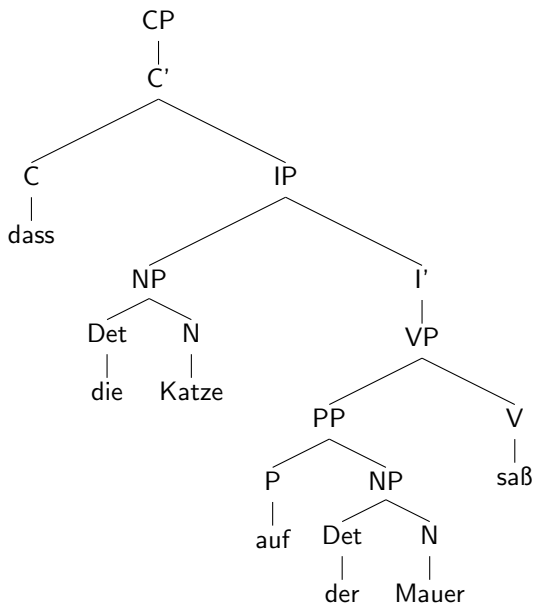 CP
C'
C IP
dass
NP I'
Det N VP
die Katze
PP V
P NP saß
auf Det N
der Mauer